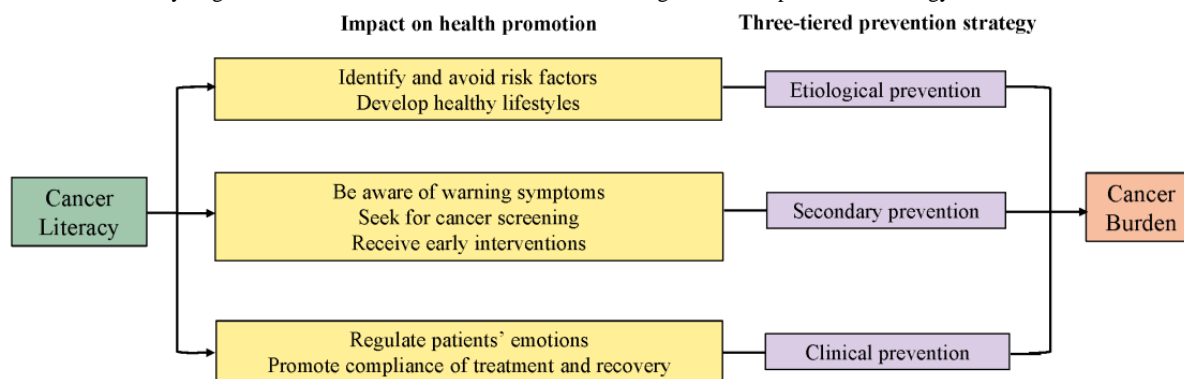 Impact on health promotion
Three-tiered prevention strategy
Identify and avoid risk factors
Develop healthy lifestyles
Etiological prevention
Cancer
Literacy
Be aware of warning symptoms
Seek for cancer screening
Receive early interventions
Secondary prevention
Cancer
Burden
Regulate patients’ emotions
Promote compliance of treatment and recovery
Clinical prevention